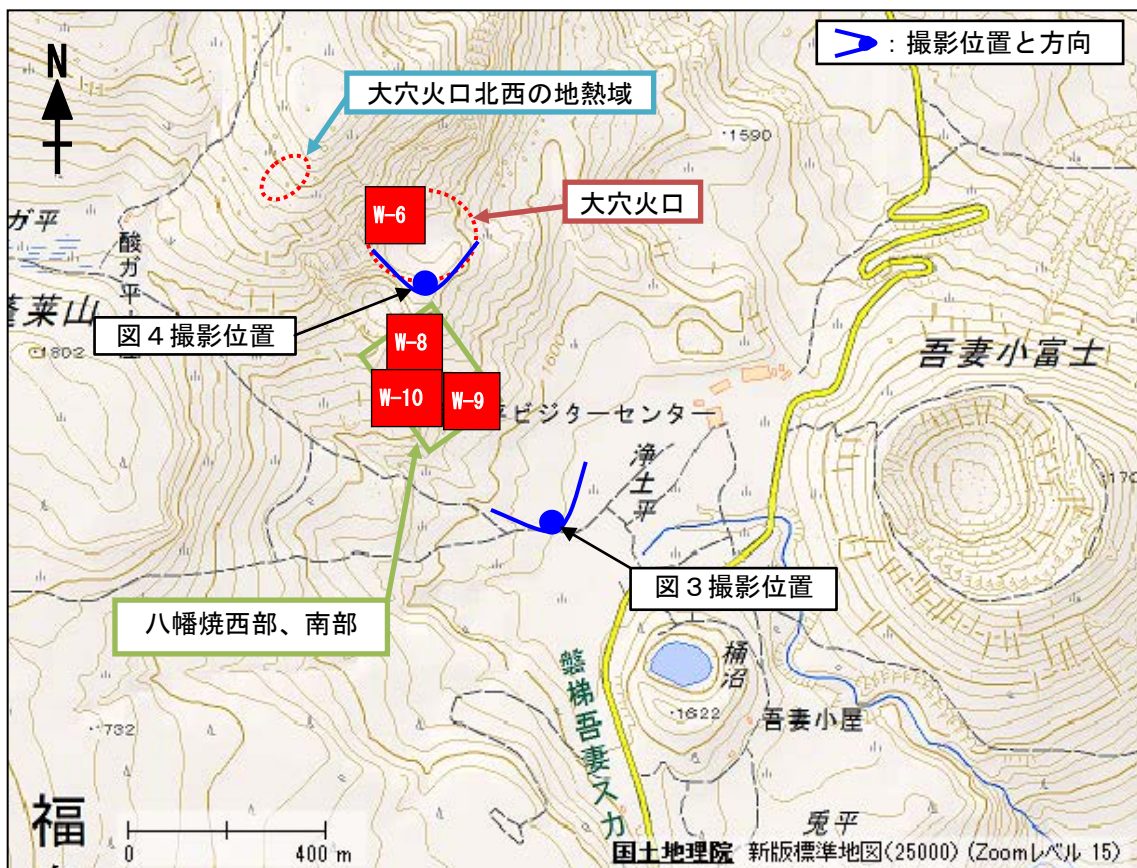 ：撮影位置と方向
N
大穴火口北西の地熱域
・1590
大穴火口
W-6
ガ平
酸ガ平
莱山
1802
図４撮影位置
W-8
W-10
W-9
1600
ビジターセンター
吾妻小富士
浄土平
・170
図３撮影位置
八幡焼西部、南部
磐梯吾妻スカ
桶沼
・1622
吾妻小屋
・732
福
兎平
0
400 m
国土地理院 新版標準地図(25000) (Zoomレベル 15)